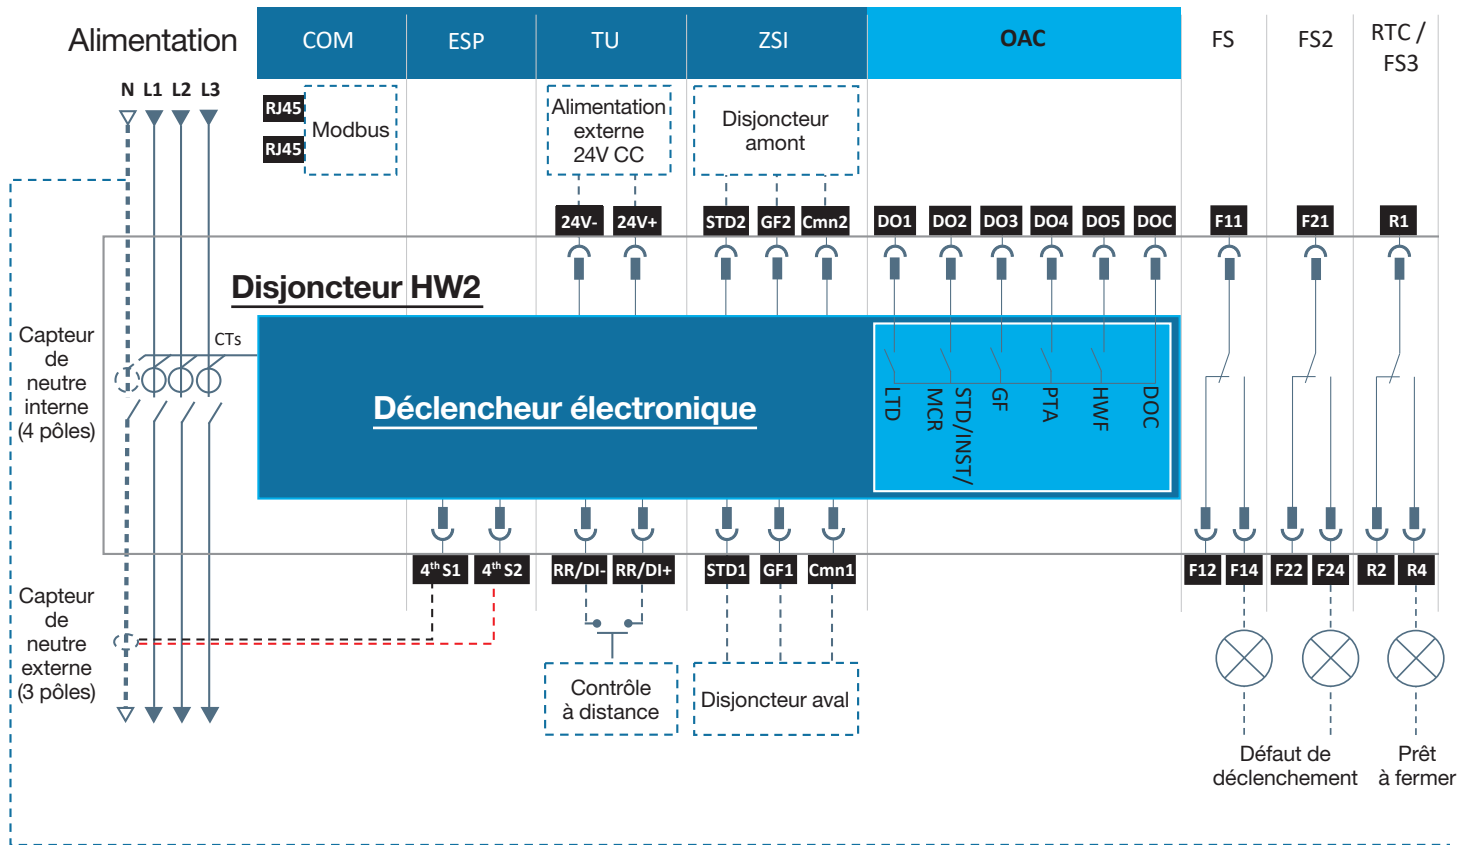 Alimentation
COM
ESP
TU
ZSI
OAC
FS
FS2
RTC /
FS3
N L1 L2 L3
RJ45
RJ45
Modbus
Alimentation
externe
24V CC
Disjoncteur
amont
24V-
24V+
STD2
GF2
Cmn2
DO1
DO2
DO3
DO4
DO5
DOC
F11
F21
R1
Disjoncteur HW2
Capteur
de
neutre
interne
(4 pôles)
CTs
Déclencheur électronique
LTD
STD/INST/
MCR
GF
PTA
HWF
DOC
4th S1
4th S2
RR/DI-
RR/DI+
STD1
GF1
Cmn1
F12
F14
F22
F24
R2
R4
Capteur
de
neutre
externe
(3 pôles)
Contrôle
à distance
Disjoncteur aval
Défaut de
déclenchement
Prêt
à fermer